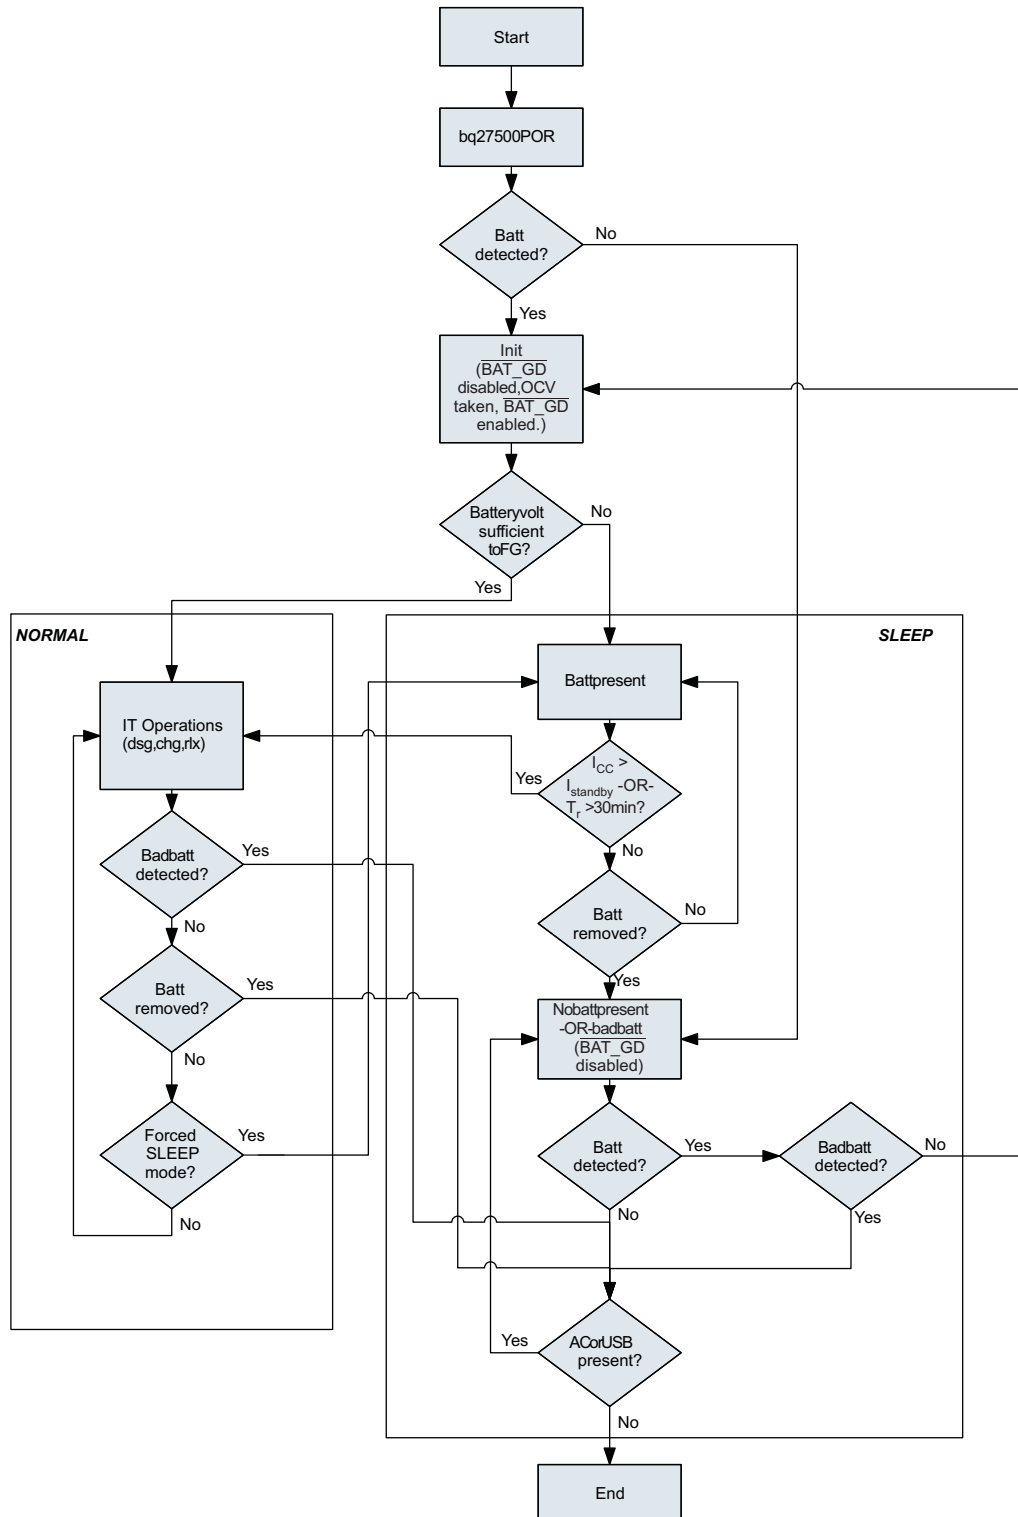 Start
bq27500POR
Batt
detected?
No
Yes
Init
(BAT_GD
disabled,OCV
taken, BAT_GD
enabled.)
Batteryvolt
sufficient
toFG?
No
Yes
NORMAL
SLEEP
IT Operations
(dsg,chg,rlx)
Battpresent
I_CC >
I_standby -OR-
T_r >30min?
Yes
No
Badbatt
detected?
Yes
No
Batt
removed?
No
Yes
Batt
removed?
Yes
No
Nobattpresent
-OR-badbatt
(BAT_GD
disabled)
Forced
SLEEP
mode?
Yes
No
Batt
detected?
Yes
No
Badbatt
detected?
No
Yes
ACorUSB
present?
Yes
No
End